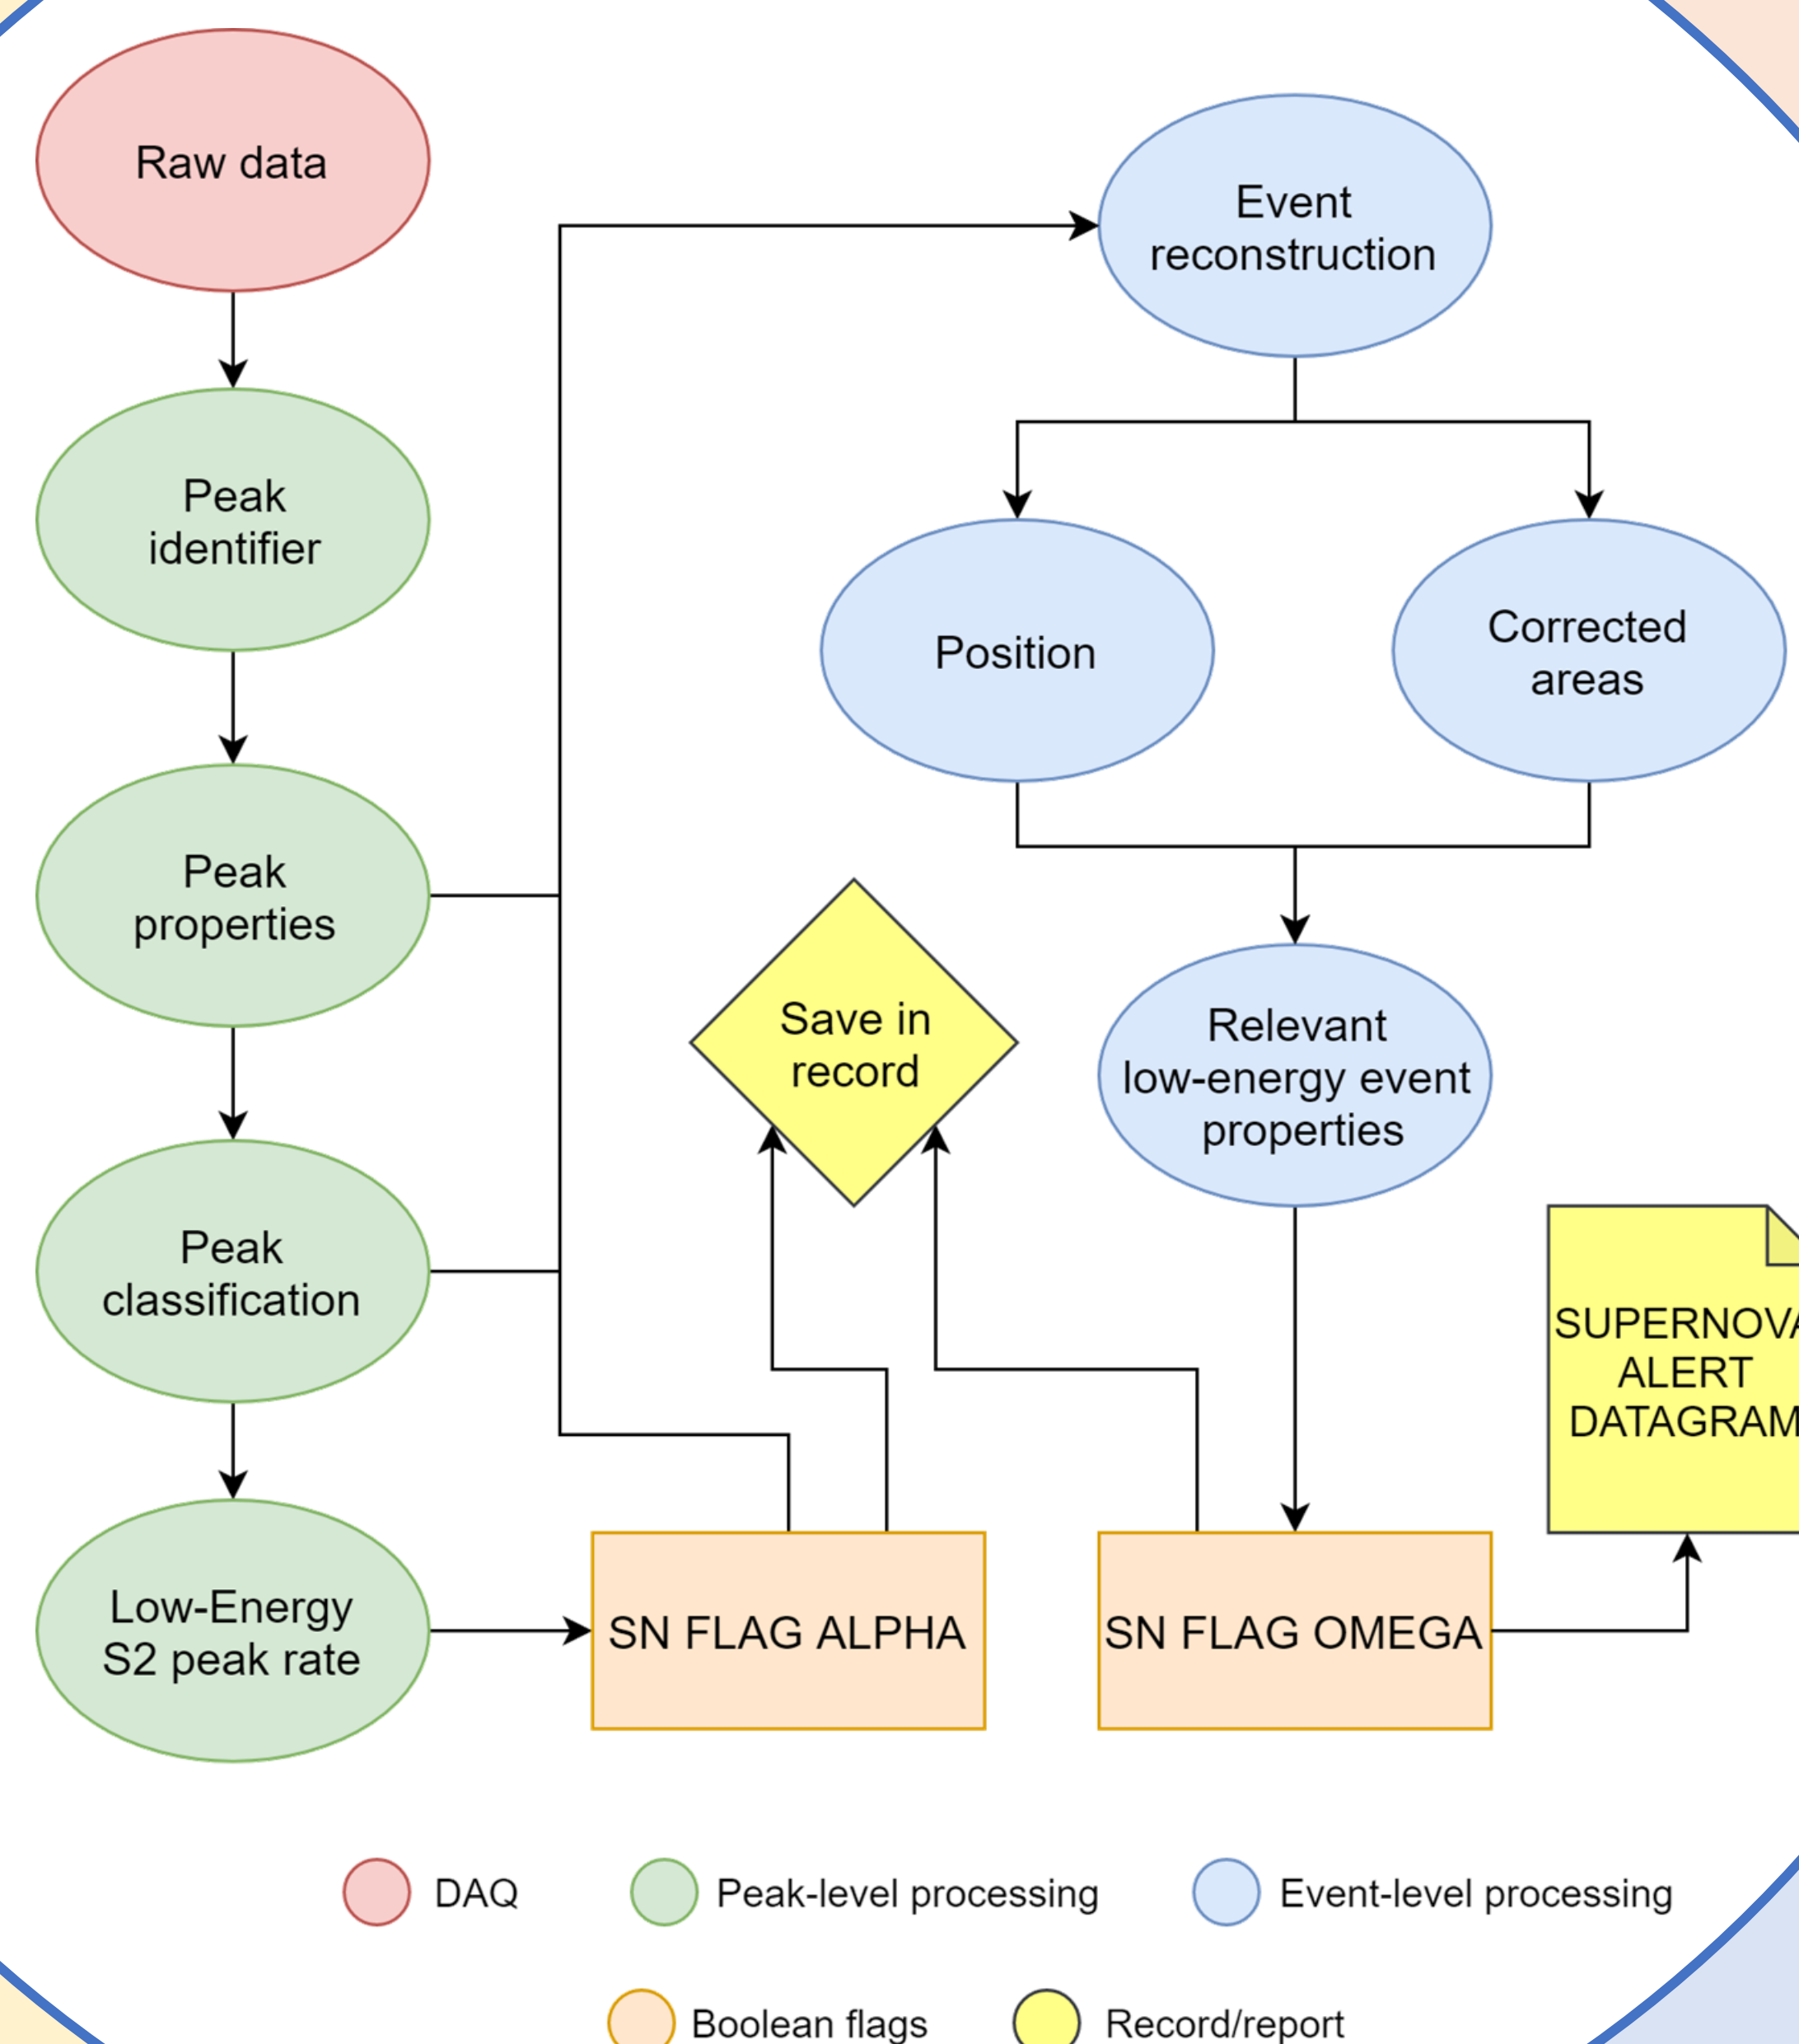 Raw data
Peak
identifier
Peak
properties
Peak
classification
Low-Energy
S2 peak rate
Event
reconstruction
Position
Corrected
areas
Save in
record
Relevant
low-energy event
properties
SUPERNOVA
ALERT
DATAGRAM
SN FLAG ALPHA
SN FLAG OMEGA
DAQ
Peak-level processing
Event-level processing
Boolean flags
Record/report